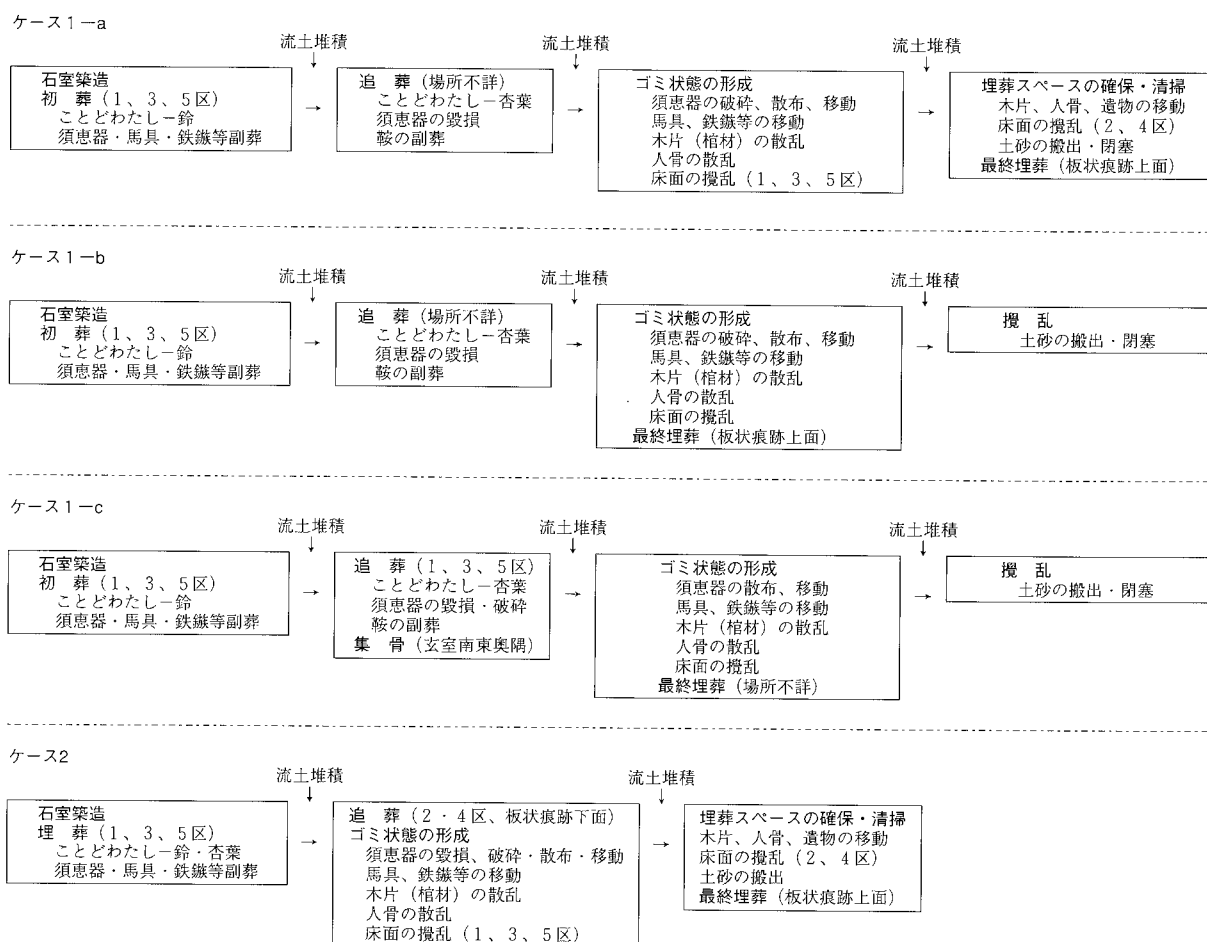 ケース1－a
流土堆積
流土堆積
流土堆積
石室築造
初　葬（1、3、5区）
ことどわたし－鈴
須恵器・馬具・鉄鏃等副葬
追　葬（場所不詳）
ことどわたし－杏葉
須恵器の毀損
鞍の副葬
ゴミ状態の形成
須恵器の破砕、散布、移動
馬具、鉄鏃等の移動
木片（棺材）の散乱
人骨の散乱
床面の攪乱（1、3、5区）
埋葬スペースの確保・清掃
木片、人骨、遺物の移動
床面の攪乱（2、4区）
土砂の搬出・閉塞
最終埋葬（板状痕跡上面）
ケース1－b
流土堆積
流土堆積
流土堆積
石室築造
初　葬（1、3、5区）
ことどわたし－鈴
須恵器・馬具・鉄鏃等副葬
追　葬（場所不詳）
ことどわたし－杏葉
須恵器の毀損
鞍の副葬
ゴミ状態の形成
須恵器の破砕、散布、移動
馬具、鉄鏃等の移動
木片（棺材）の散乱
人骨の散乱
床面の攪乱
最終埋葬（板状痕跡上面）
攪　乱
土砂の搬出・閉塞
ケース1－c
流土堆積
流土堆積
流土堆積
石室築造
初　葬（1、3、5区）
ことどわたし－鈴
須恵器・馬具・鉄鏃等副葬
追　葬（1、3、5区）
ことどわたし－杏葉
須恵器の毀損・破砕
鞍の副葬
集　骨（玄室南東奥隅）
ゴミ状態の形成
須恵器の散布、移動
馬具、鉄鏃等の移動
木片（棺材）の散乱
人骨の散乱
床面の攪乱
最終埋葬（場所不詳）
攪　乱
土砂の搬出・閉塞
ケース2
流土堆積
流土堆積
石室築造
埋　葬（1、3、5区）
ことどわたし－鈴・杏葉
須恵器・馬具・鉄鏃等副葬
追　葬（2・4区、板状痕跡下面）
ゴミ状態の形成
須恵器の毀損、破砕・散布・移動
馬具、鉄鏃等の移動
木片（棺材）の散乱
人骨の散乱
床面の攪乱（1、3、5区）
埋葬スペースの確保・清掃
木片、人骨、遺物の移動
床面の攪乱（2、4区）
土砂の搬出
最終埋葬（板状痕跡上面）